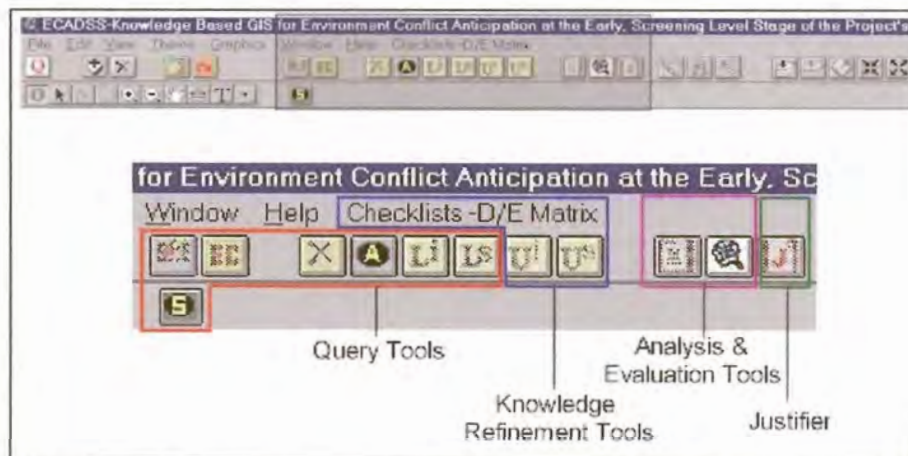 ECADSS-Knowledge Based GIS for Environment Conflict Anticipation at the Early, Screening Level Stage of the Project's
File Edit View Theme Graphics Window Help Checklists -D/E Matrix
for Environment Conflict Anticipation at the Early, Sc
Window Help Checklists -D/E Matrix
A
S
Query Tools
Analysis &
Evaluation Tools
Knowledge
Refinement Tools
Justifier